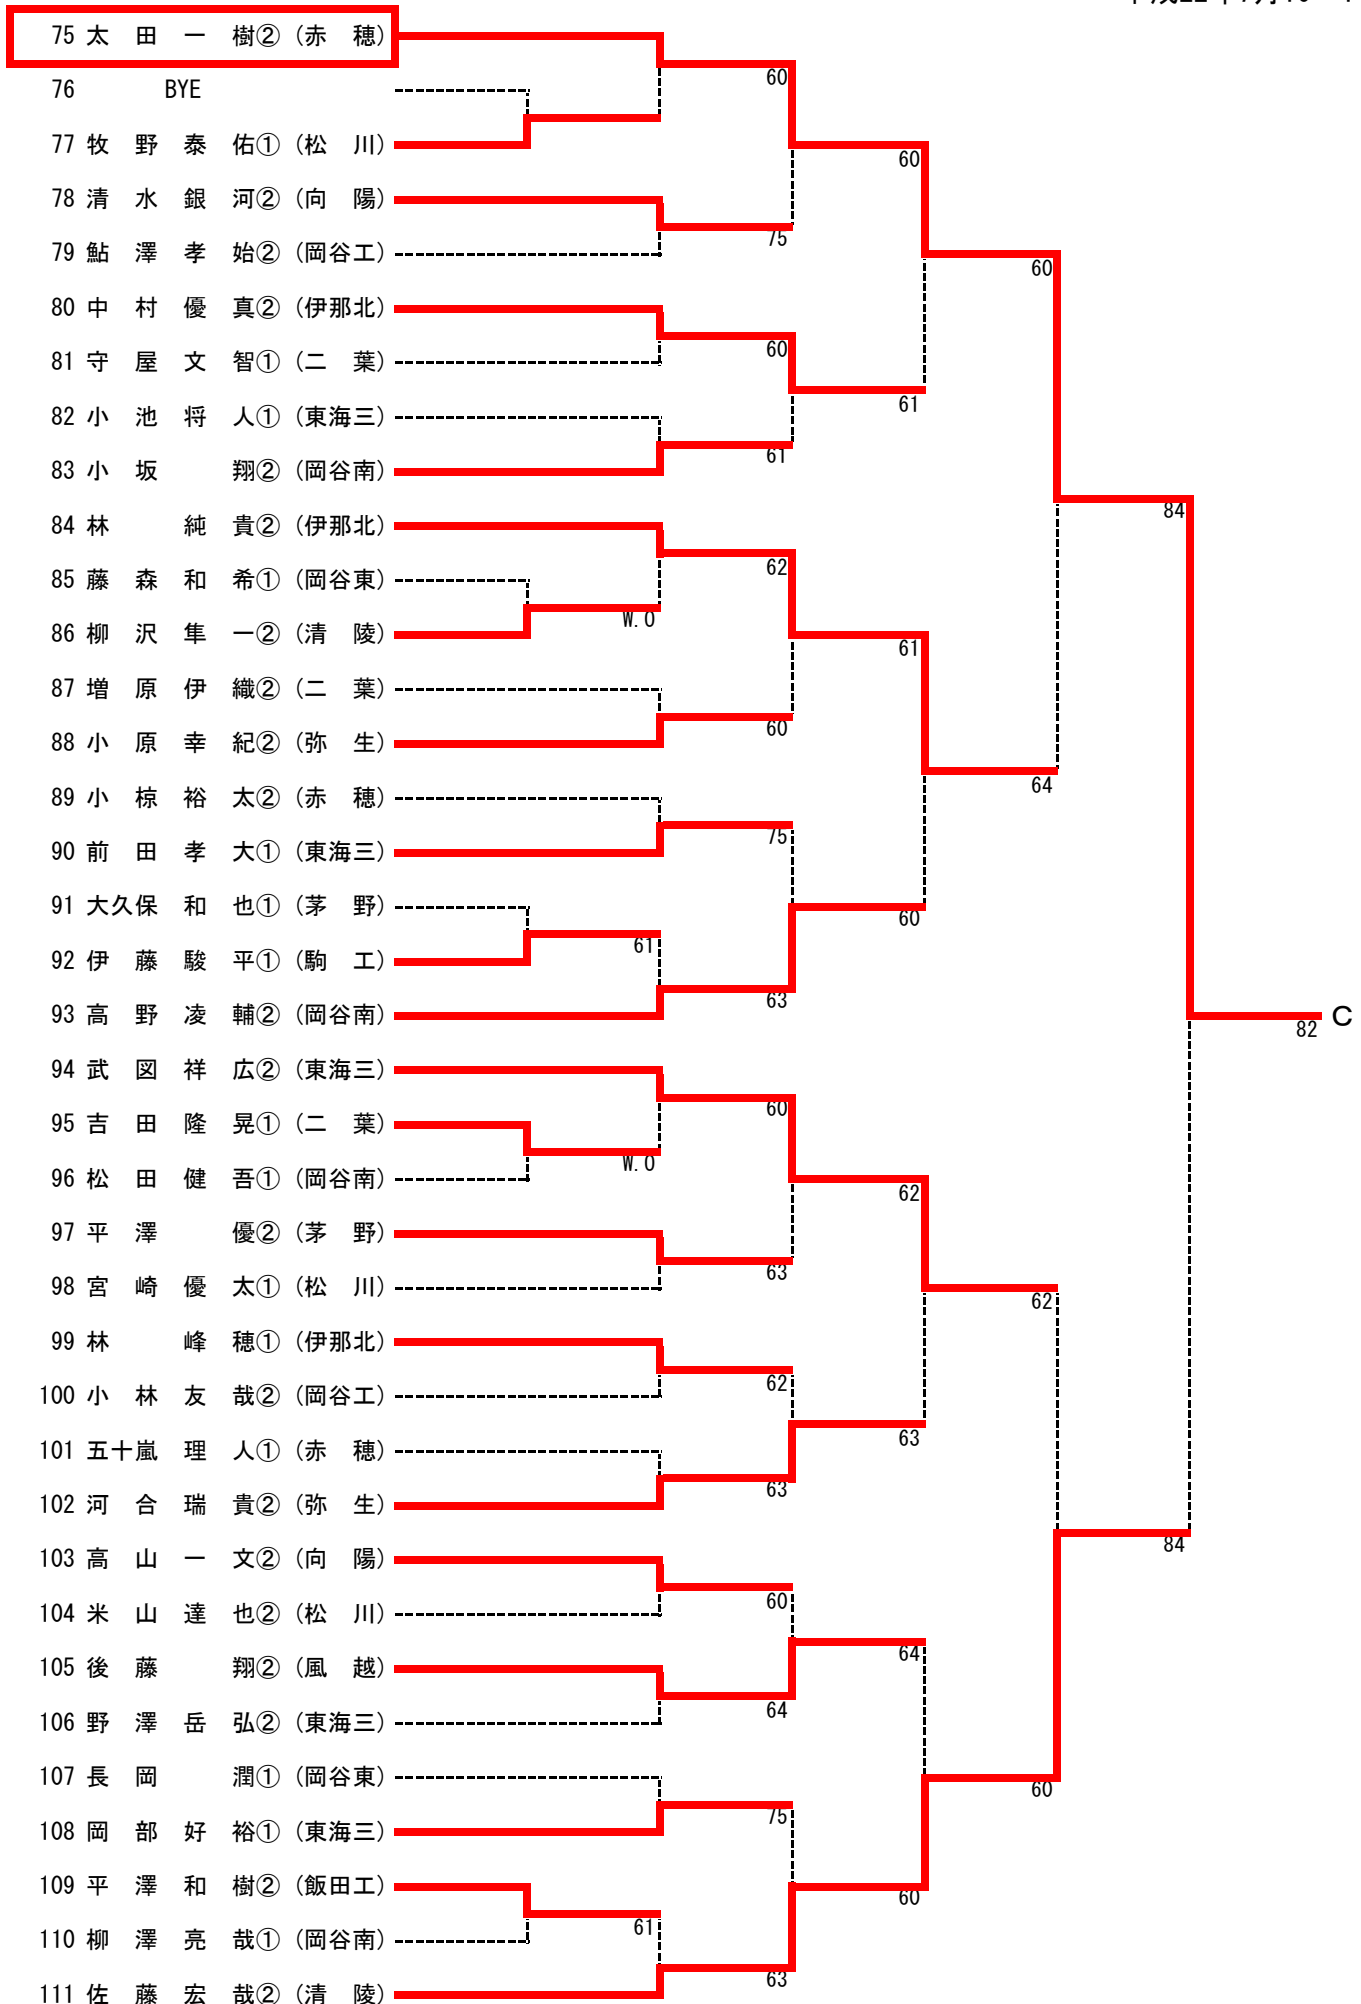 75 太 田 一 樹② (赤 穂)
76 BYE
77 牧 野 泰 佑① (松 川)
78 清 水 銀 河② (向 陽)
79 鮎 澤 孝 始② (岡谷工)
80 中 村 優 真② (伊那北)
81 守 屋 文 智① (二 葉)
82 小 池 将 人① (東海三)
83 小 坂 翔② (岡谷南)
84 林 純 貴② (伊那北)
85 藤 森 和 希① (岡谷東)
86 柳 沢 隼 一② (清 陵)
87 増 原 伊 織② (二 葉)
88 小 原 幸 紀② (弥 生)
89 小 椋 裕 太② (赤 穂)
90 前 田 孝 大① (東海三)
91 大久保 和 也① (茅 野)
92 伊 藤 駿 平① (駒 工)
93 高 野 凌 輔② (岡谷南)
94 武 図 祥 広② (東海三)
95 吉 田 隆 晃① (二 葉)
96 松 田 健 吾① (岡谷南)
97 平 澤 優② (茅 野)
98 宮 崎 優 太① (松 川)
99 林 峰 穂① (伊那北)
100 小 林 友 哉② (岡谷工)
101 五十嵐 理 人① (赤 穂)
102 河 合 瑞 貴② (弥 生)
103 高 山 一 文② (向 陽)
104 米 山 達 也② (松 川)
105 後 藤 翔② (風 越)
106 野 澤 岳 弘② (東海三)
107 長 岡 潤① (岡谷東)
108 岡 部 好 裕① (東海三)
109 平 澤 和 樹② (飯田工)
110 柳 澤 亮 哉① (岡谷南)
111 佐 藤 宏 哉② (清 陵)
W.O
61
W.O
61
60
75
60
61
62
60
75
63
60
63
62
63
60
64
75
63
60
61
61
60
62
63
64
60
60
64
62
60
84
84
82
C